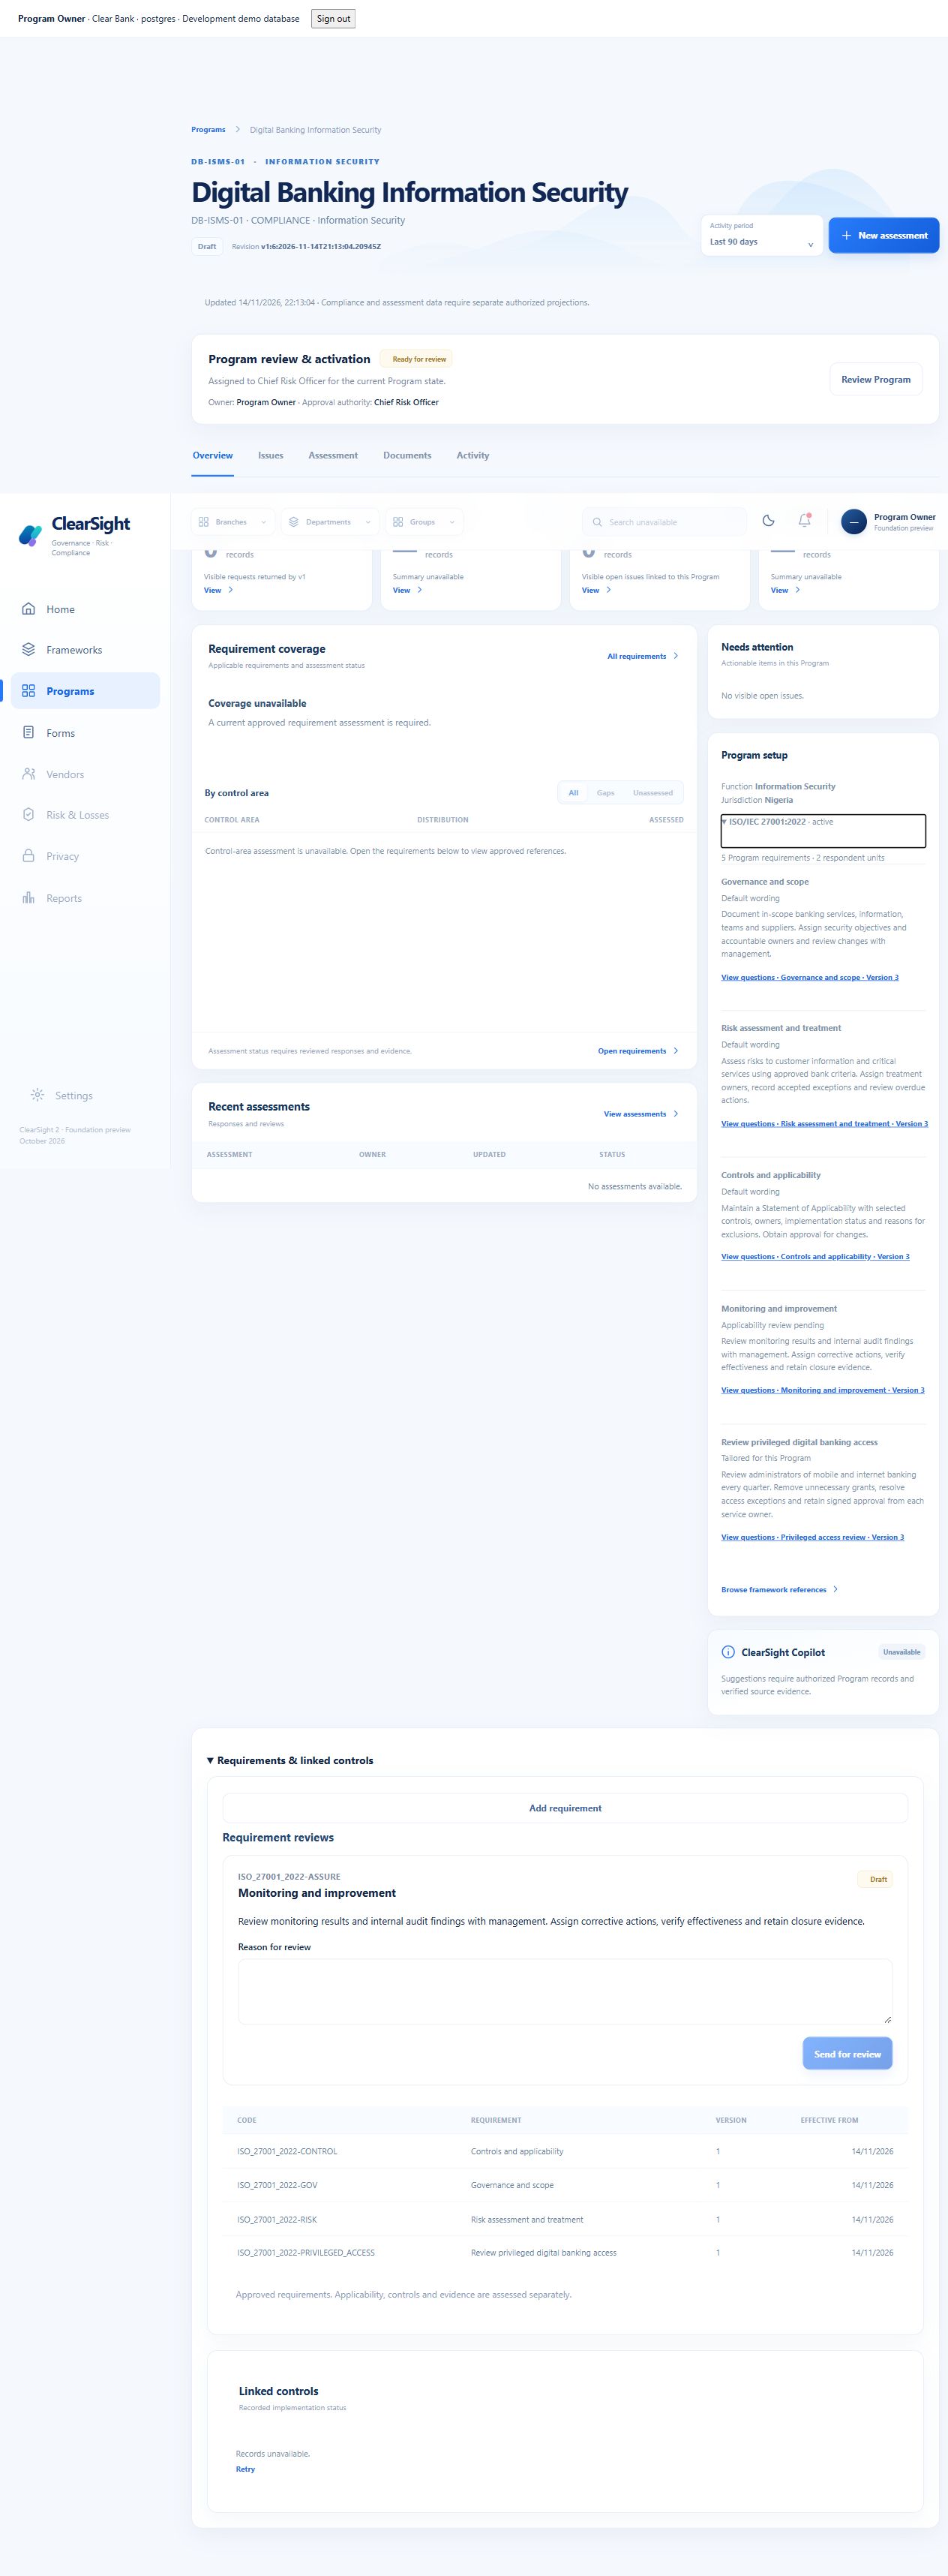 Program Owner · Clear Bank · postgres · Development demo database Sign out
Programs > Digital Banking Information Security
DB-ISMS-01 · INFORMATION SECURITY
Digital Banking Information Security
DB-ISMS-01 · COMPLIANCE · Information Security
Draft Revision v1:6:2026-11-14T21:13:04.20945Z
Activity period
Last 90 days
+ New assessment
Updated 14/11/2026, 22:13:04 · Compliance and assessment data require separate authorized projections.
Program review & activation Ready for review
Assigned to Chief Risk Officer for the current Program state.
Owner: Program Owner · Approval authority: Chief Risk Officer
Review Program
Overview Issues Assessment Documents Activity
ClearSight
Governance · Risk ·
Compliance
Branches Departments Groups
Search unavailable
Program Owner
Foundation preview
Home
Frameworks
Programs
Forms
Vendors
Risk & Losses
Privacy
Reports
Settings
ClearSight 2 · Foundation preview
October 2026
records
Visible requests returned by v1
View
records
Summary unavailable
View
records
Visible open issues linked to this Program
View
records
Summary unavailable
View
Requirement coverage
Applicable requirements and assessment status
All requirements
Coverage unavailable
A current approved requirement assessment is required.
By control area
All Gaps Unassessed
CONTROL AREA DISTRIBUTION ASSESSED
Control-area assessment is unavailable. Open the requirements below to view approved references.
Assessment status requires reviewed responses and evidence.
Open requirements
Recent assessments
Responses and reviews
View assessments
ASSESSMENT OWNER UPDATED STATUS
No assessments available.
Needs attention
Actionable items in this Program
No visible open issues.
Program setup
Function Information Security
Jurisdiction Nigeria
ISO/IEC 27001:2022 · active
5 Program requirements · 2 respondent units
Governance and scope
Default wording
Document in-scope banking services, information,
teams and suppliers. Assign security objectives and
accountable owners and review changes with
management.
View questions · Governance and scope · Version 3
Risk assessment and treatment
Default wording
Assess risks to customer information and critical
services using approved bank criteria. Assign treatment
owners, record accepted exceptions and review overdue
actions.
View questions · Risk assessment and treatment · Version 3
Controls and applicability
Default wording
Maintain a Statement of Applicability with selected
controls, owners, implementation status and reasons for
exclusions. Obtain approval for changes.
View questions · Controls and applicability · Version 3
Monitoring and improvement
Applicability review pending
Review monitoring results and internal audit findings
with management. Assign corrective actions, verify
effectiveness and retain closure evidence.
View questions · Monitoring and improvement · Version 3
Review privileged digital banking access
Tailored for this Program
Review administrators of mobile and internet banking
every quarter. Remove unnecessary grants, resolve
access exceptions and retain signed approval from each
service owner.
View questions · Privileged access review · Version 3
Browse framework references
ClearSight Copilot Unavailable
Suggestions require authorized Program records and
verified source evidence.
Requirements & linked controls
Add requirement
Requirement reviews
ISO_27001_2022-ASSURE Draft
Monitoring and improvement
Review monitoring results and internal audit findings with management. Assign corrective actions, verify effectiveness and retain closure evidence.
Reason for review
Send for review
CODE REQUIREMENT VERSION EFFECTIVE FROM
ISO_27001_2022-CONTROL Controls and applicability 1 14/11/2026
ISO_27001_2022-GOV Governance and scope 1 14/11/2026
ISO_27001_2022-RISK Risk assessment and treatment 1 14/11/2026
ISO_27001_2022-PRIVILEGED_ACCESS Review privileged digital banking access 1 14/11/2026
Approved requirements. Applicability, controls and evidence are assessed separately.
Linked controls
Recorded implementation status
Records unavailable.
Retry